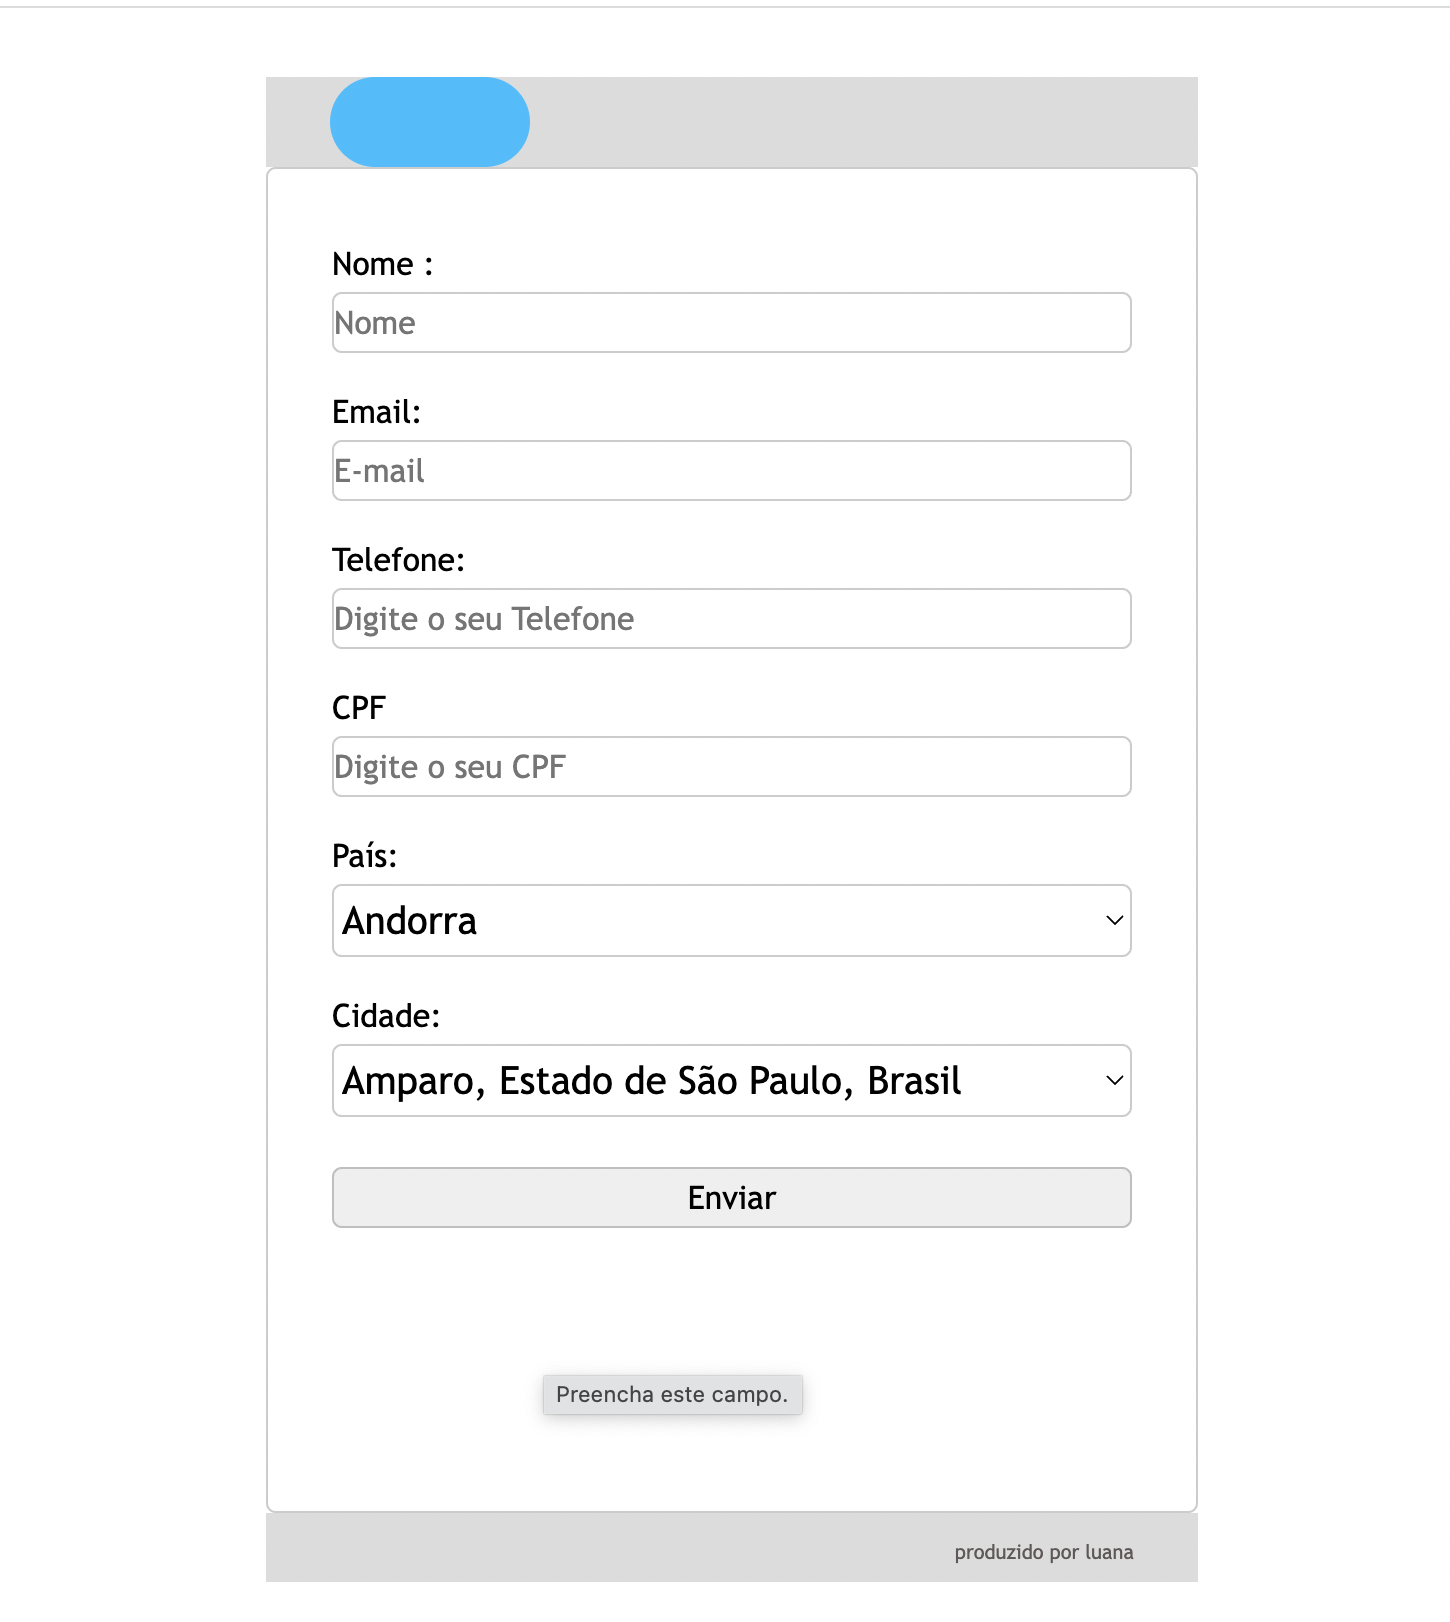 Nome :
Nome
Email:
E-mail
Telefone:
Digite o seu Telefone
CPF
Digite o seu CPF
País:
Andorra
Cidade:
Amparo, Estado de São Paulo, Brasil
Enviar
Preencha este campo.
produzido por luana